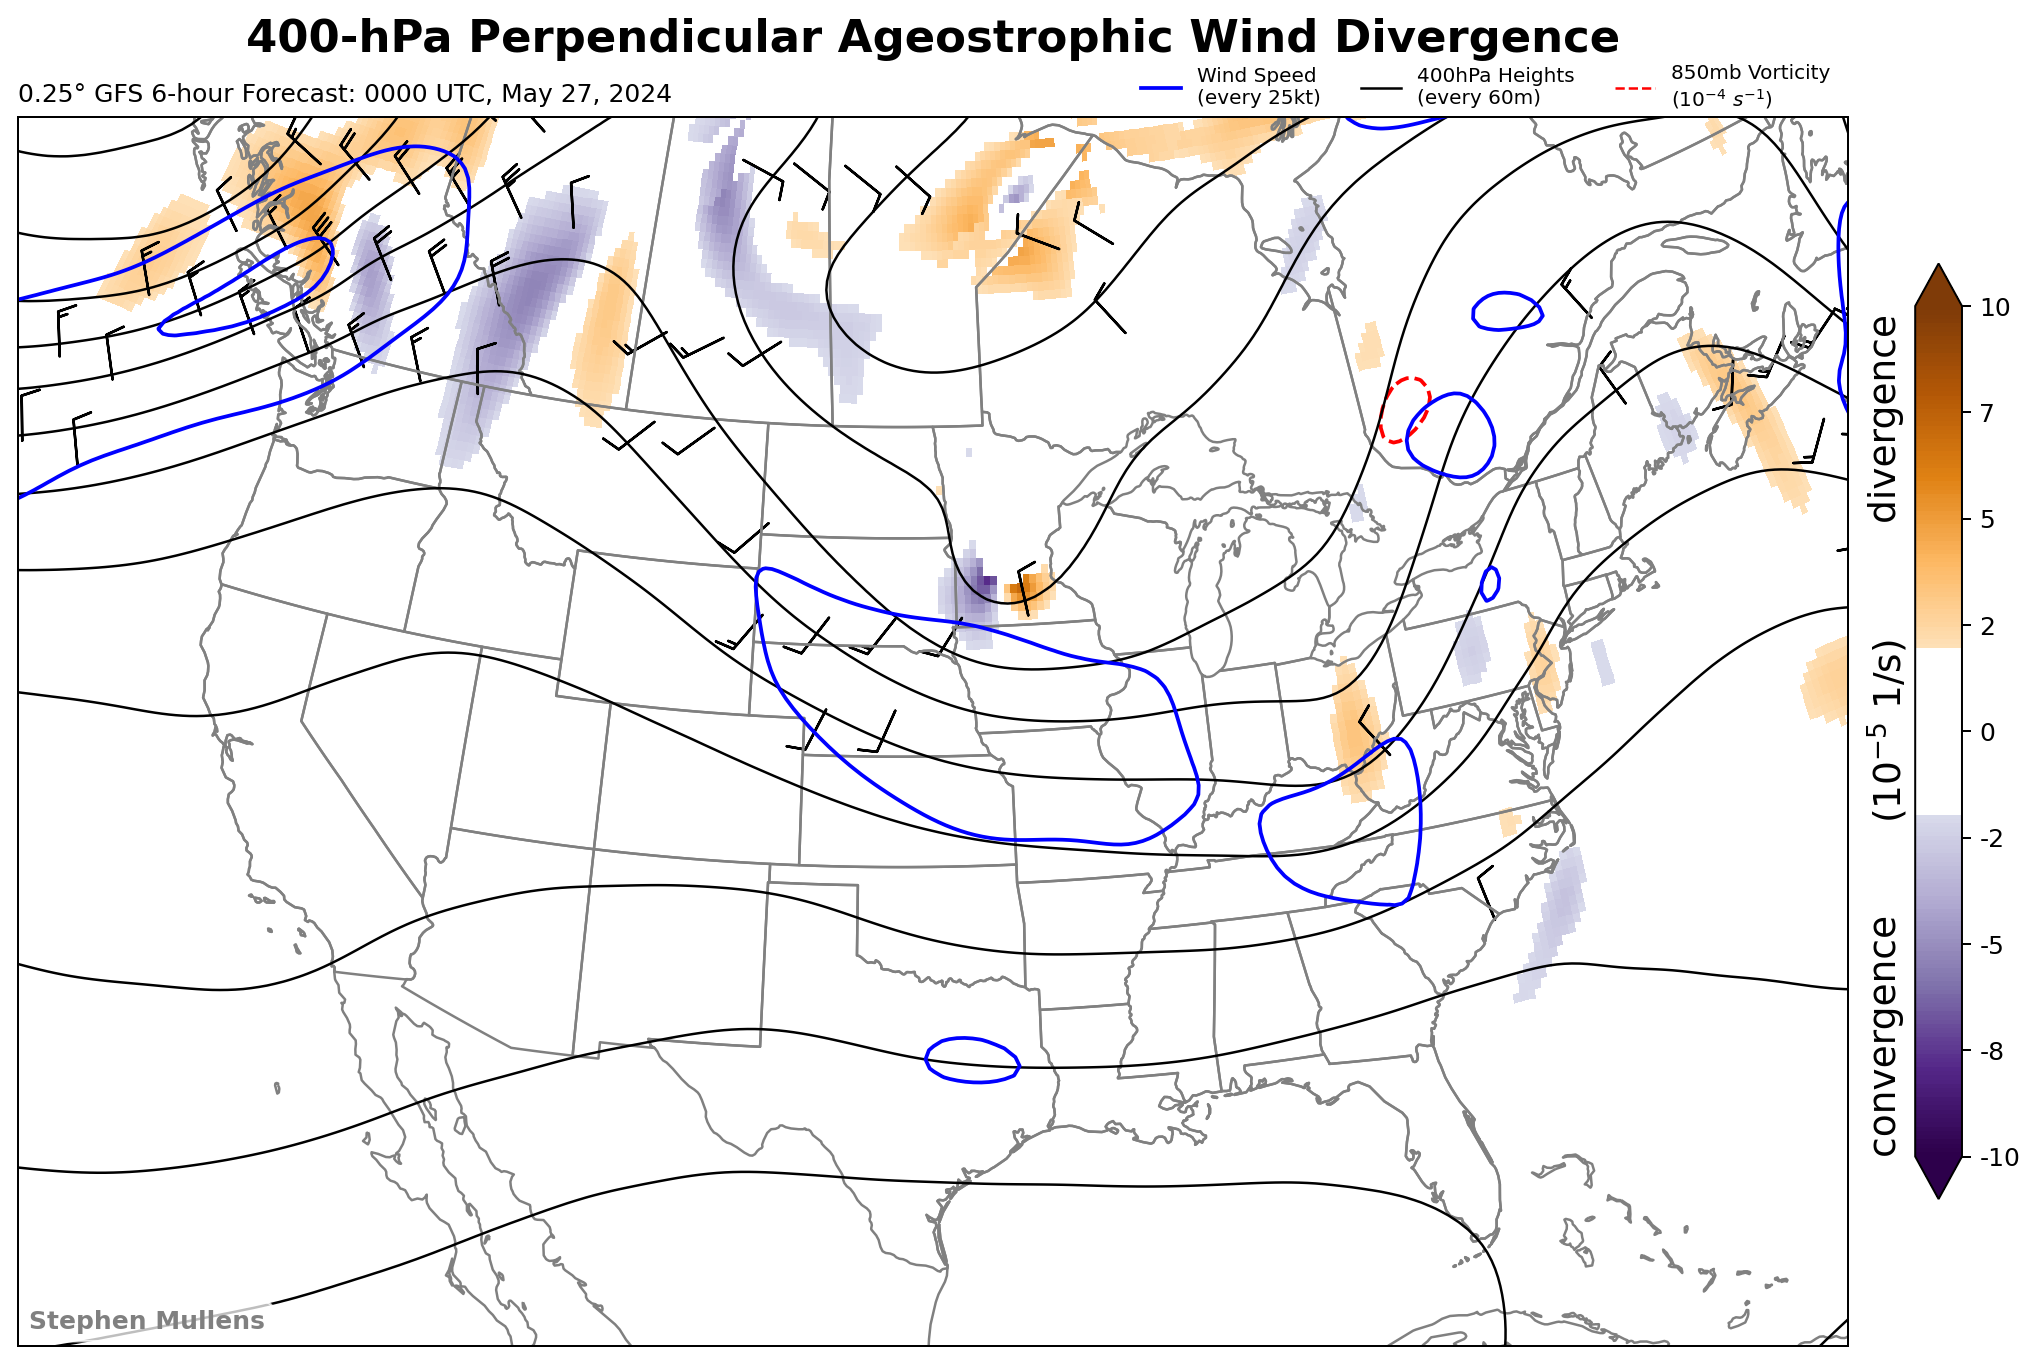 400-hPa Perpendicular Ageostrophic Wind Divergence
0.25° GFS 6-hour Forecast: 0000 UTC, May 27, 2024
Wind Speed
(every 25kt)
400hPa Heights
(every 60m)
850mb Vorticity
(10⁻⁴ s⁻¹)
10
7
5
2
0
-2
-5
-8
-10
convergence (10⁻⁵ 1/s) divergence
Stephen Mullens